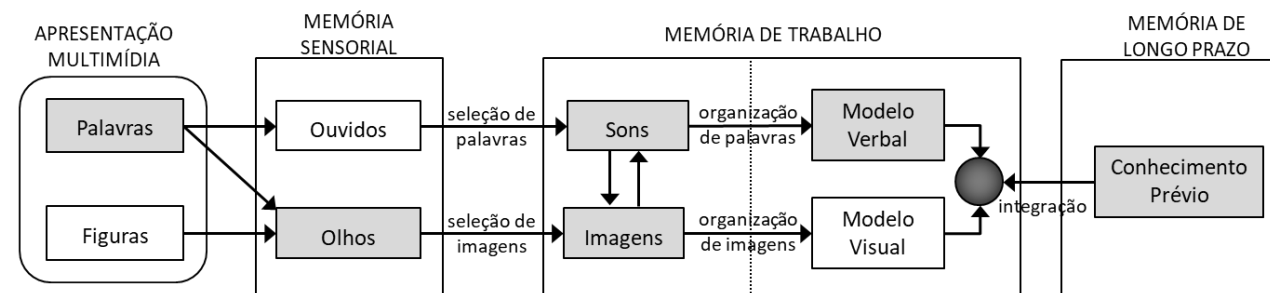 APRESENTAÇÃO
MULTIMÍDIA
MEMÓRIA
SENSORIAL
MEMÓRIA DE TRABALHO
MEMÓRIA DE
LONGO PRAZO
Palavras
Ouvidos
seleção de
palavras
Sons
organização
de palavras
Modelo
Verbal
Conhecimento
Prévio
integração
Figuras
Olhos
seleção de
imagens
Imagens
organização
de imagens
Modelo
Visual